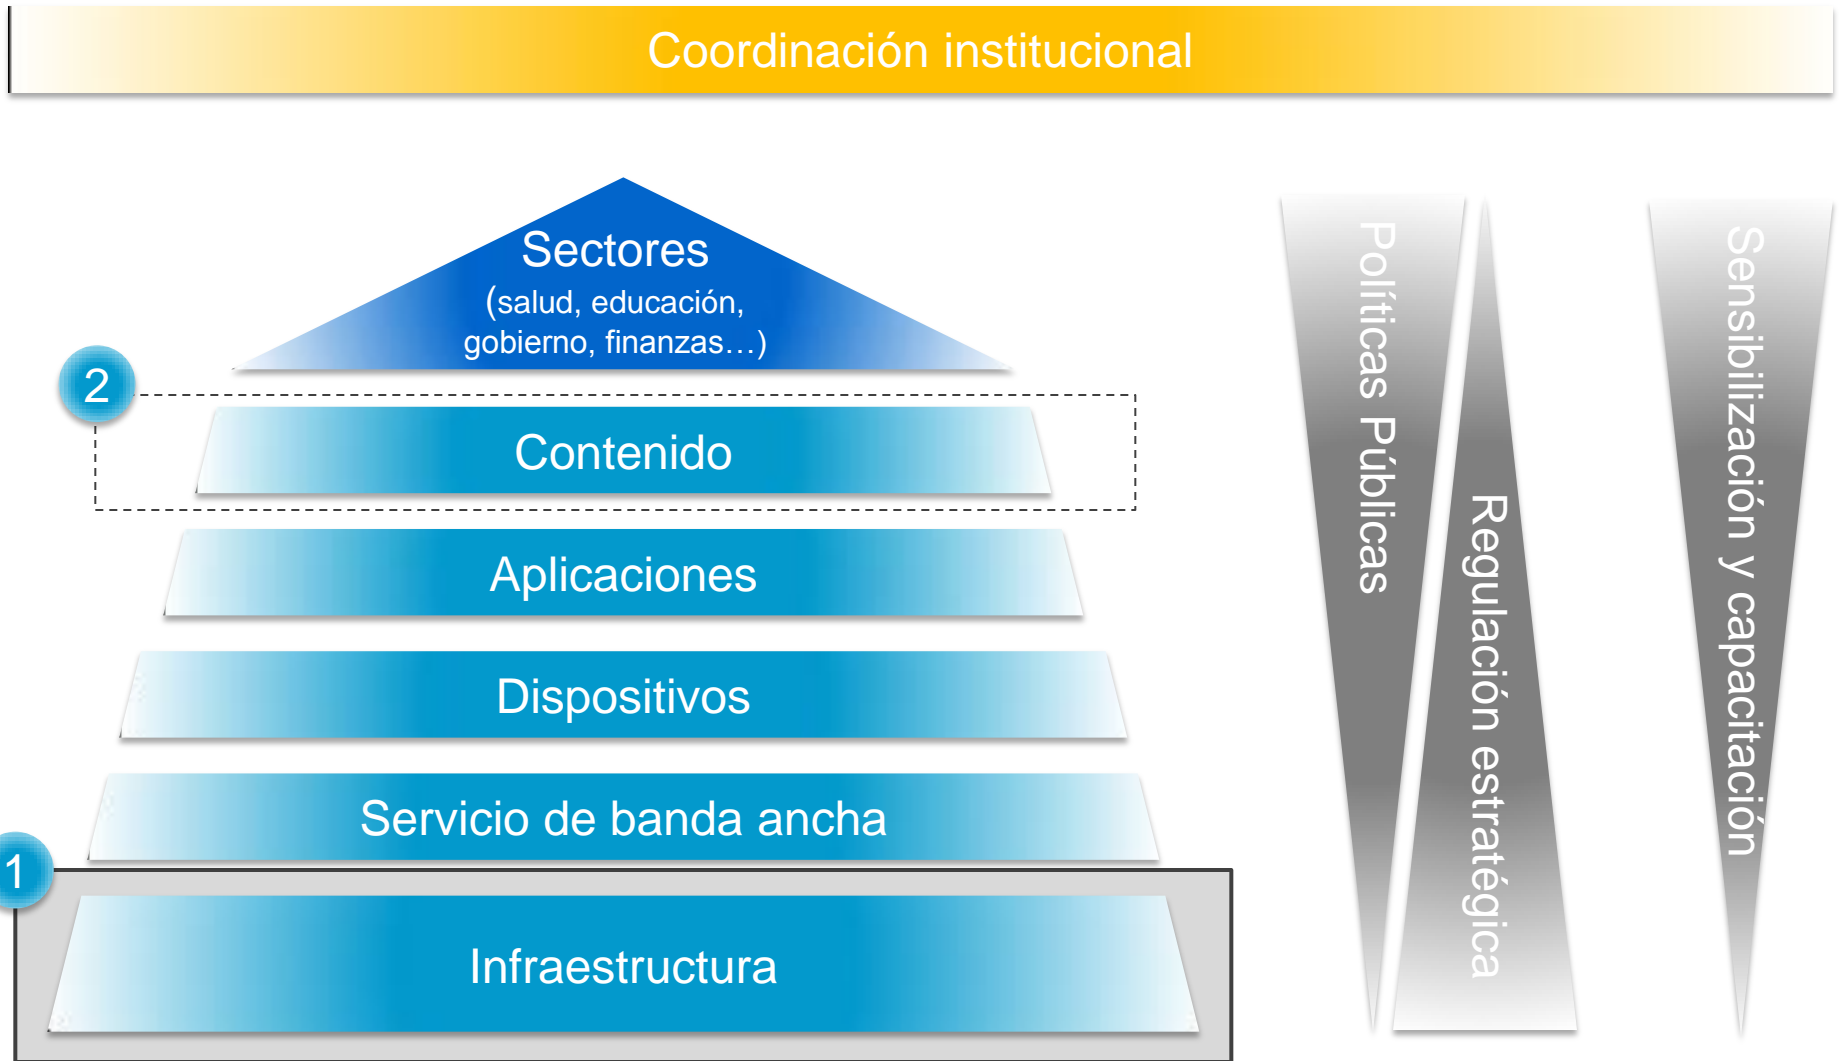 Coordinación institucional
Sectores
(salud, educación,
gobierno, finanzas…)
2
Contenido
Aplicaciones
Dispositivos
Servicio de banda ancha
1
Infraestructura
Políticas Públicas
Regulación estratégica
Sensibilización y capacitación